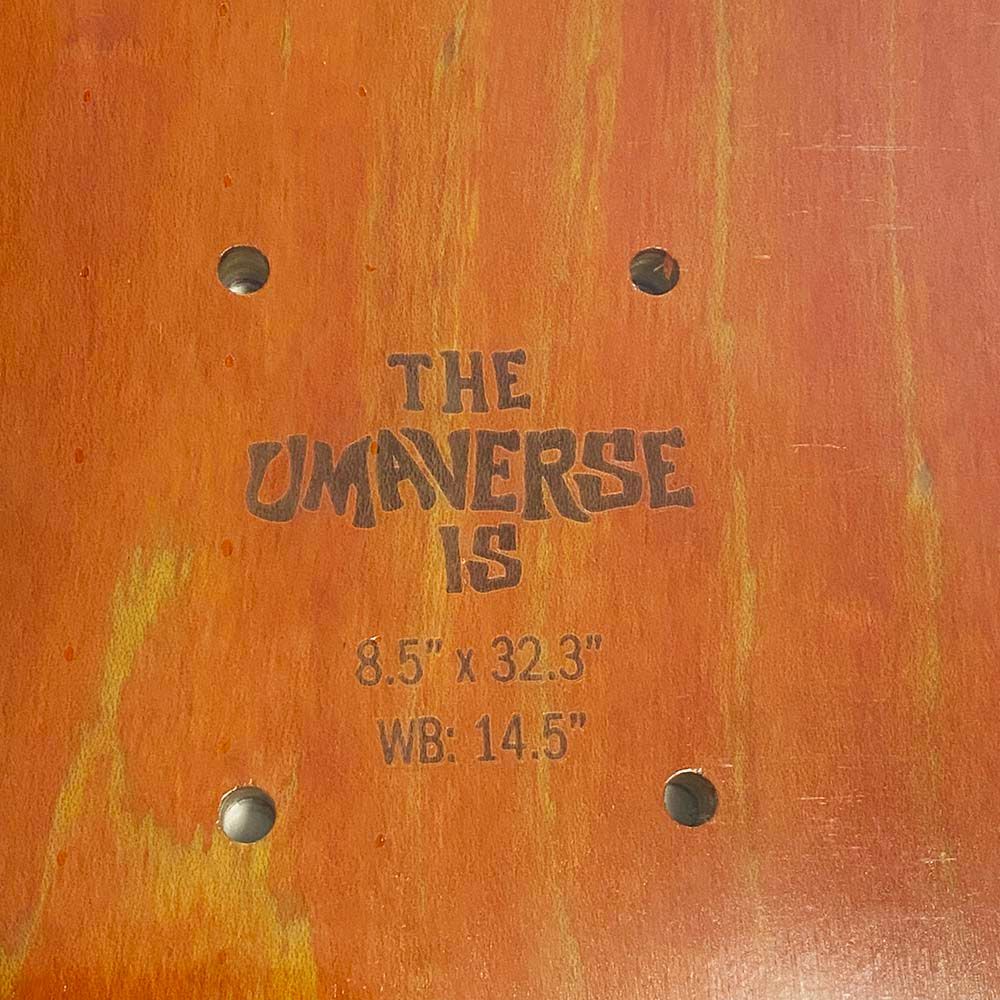 THE
UMAVERSE
IS
8.5" x 32.3"
WB: 14.5"